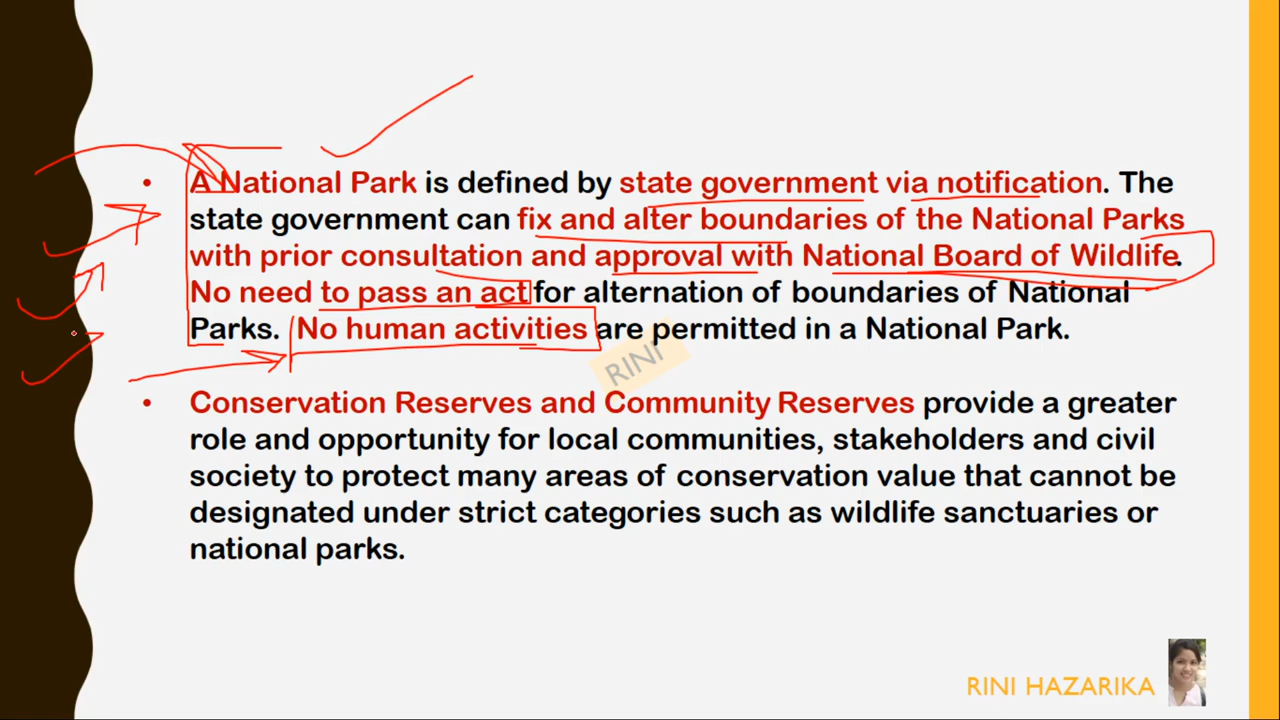 • A National Park is defined by state government via notification. The
state government can fix and alter boundaries of the National Parks
with prior consultation and approval with National Board of Wildlife.
No need to pass an act for alternation of boundaries of National
Parks. No human activities are permitted in a National Park.
RINI
• Conservation Reserves and Community Reserves provide a greater
role and opportunity for local communities, stakeholders and civil
society to protect many areas of conservation value that cannot be
designated under strict categories such as wildlife sanctuaries or
national parks.
RINI HAZARIKA